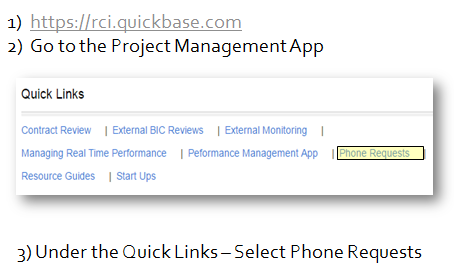 1) https://rci.quickbase.com
2) Go to the Project Management App
Quick Links
Contract Review | External BIC Reviews | External Monitoring |
Managing Real Time Performance | Peformance Management App | Phone Requests |
Resource Guides | Start Ups
3) Under the Quick Links – Select Phone Requests